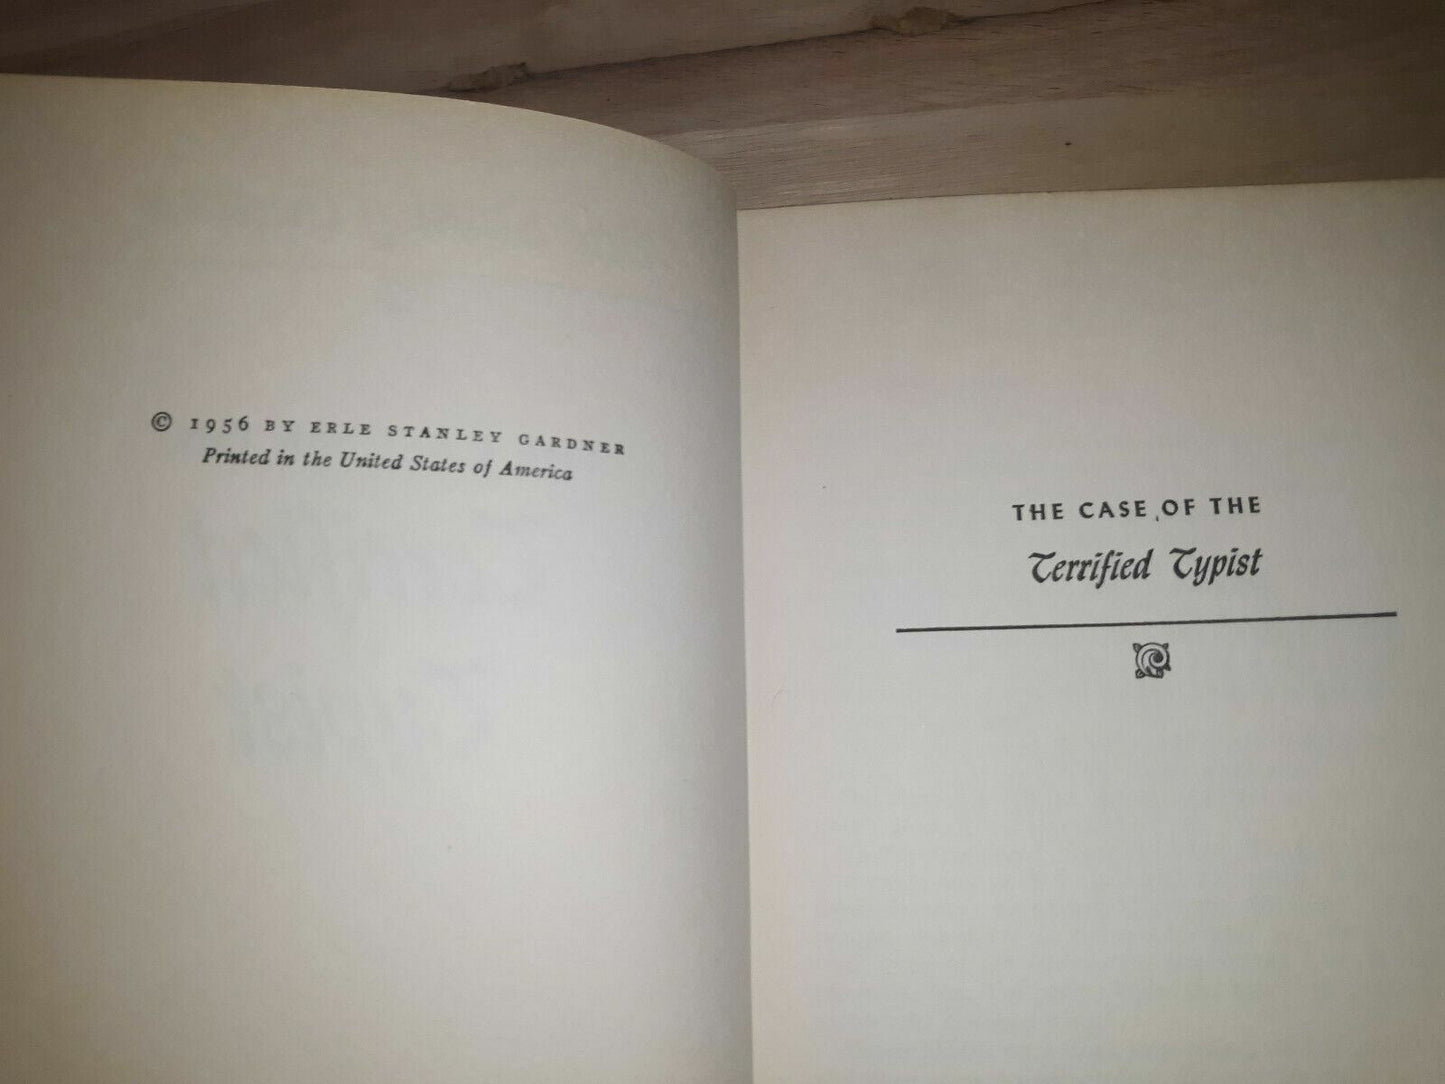 © 1956 BY ERLE STANLEY GARDNER
Printed in the United States of America
THE CASE OF THE
Terrified Typist